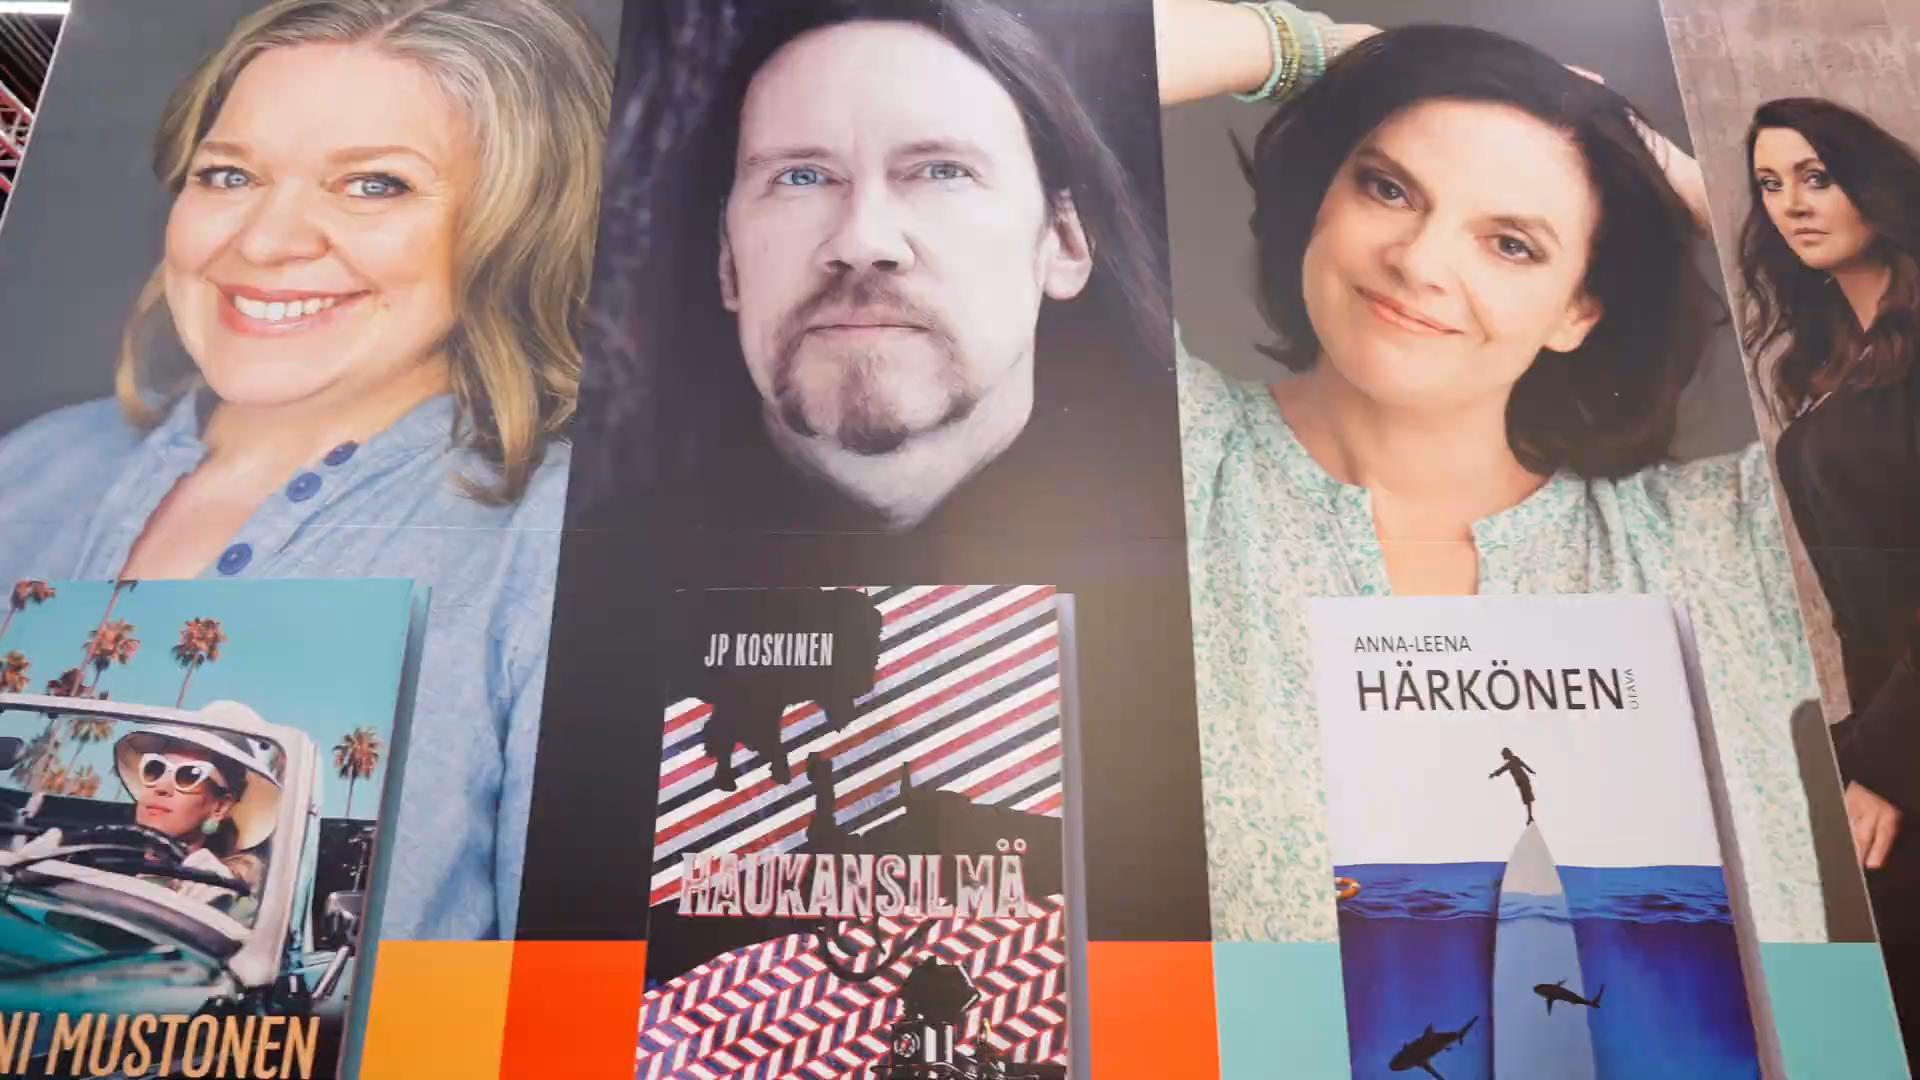 NI MUSTONEN
JP KOSKINEN
HAUKANSILMÄ
ANNA-LEENA
HÄRKÖNEN
OTAVA